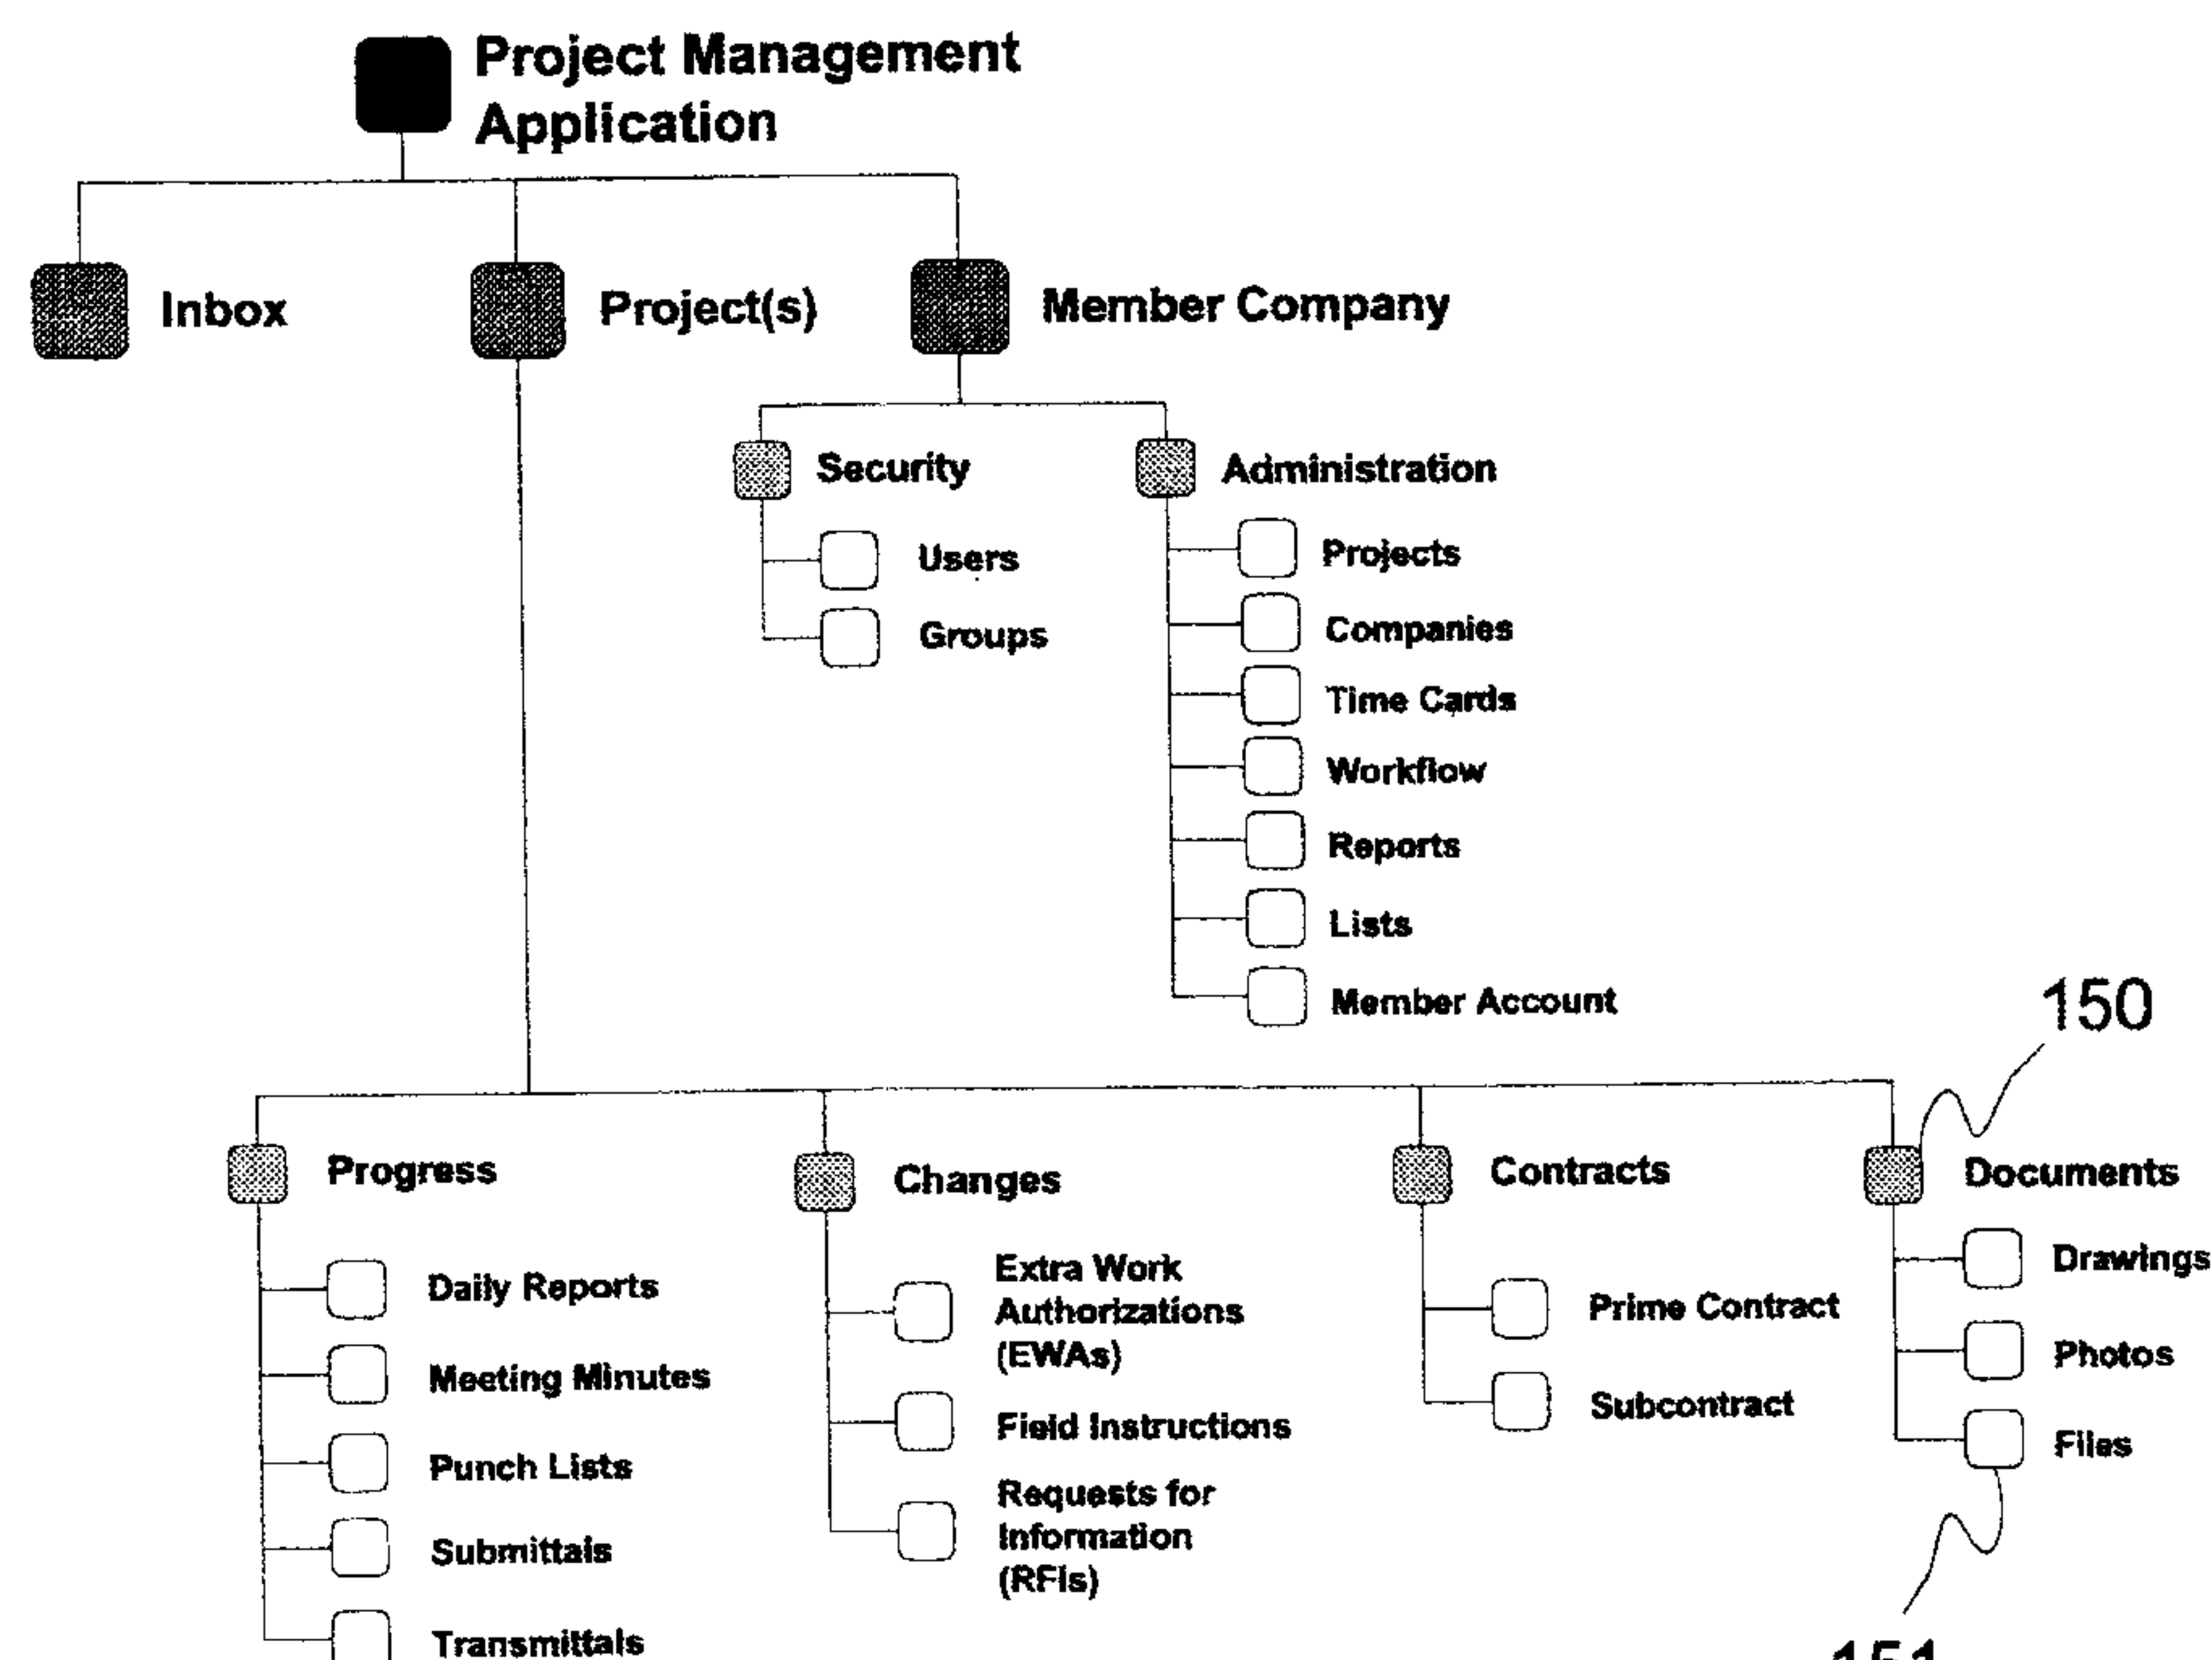 Project Management
Application
Inbox
Project(s)
Member Company
Security
Administration
Users
Groups
Projects
Companies
Time Cards
Workflow
Reports
Lists
Member Account
150
Progress
Changes
Contracts
Documents
Daily Reports
Meeting Minutes
Punch Lists
Submittals
Transmittals
Extra Work
Authorizations
(EWAs)
Field Instructions
Requests for
Information
(RFIs)
Prime Contract
Subcontract
Drawings
Photos
Files
151